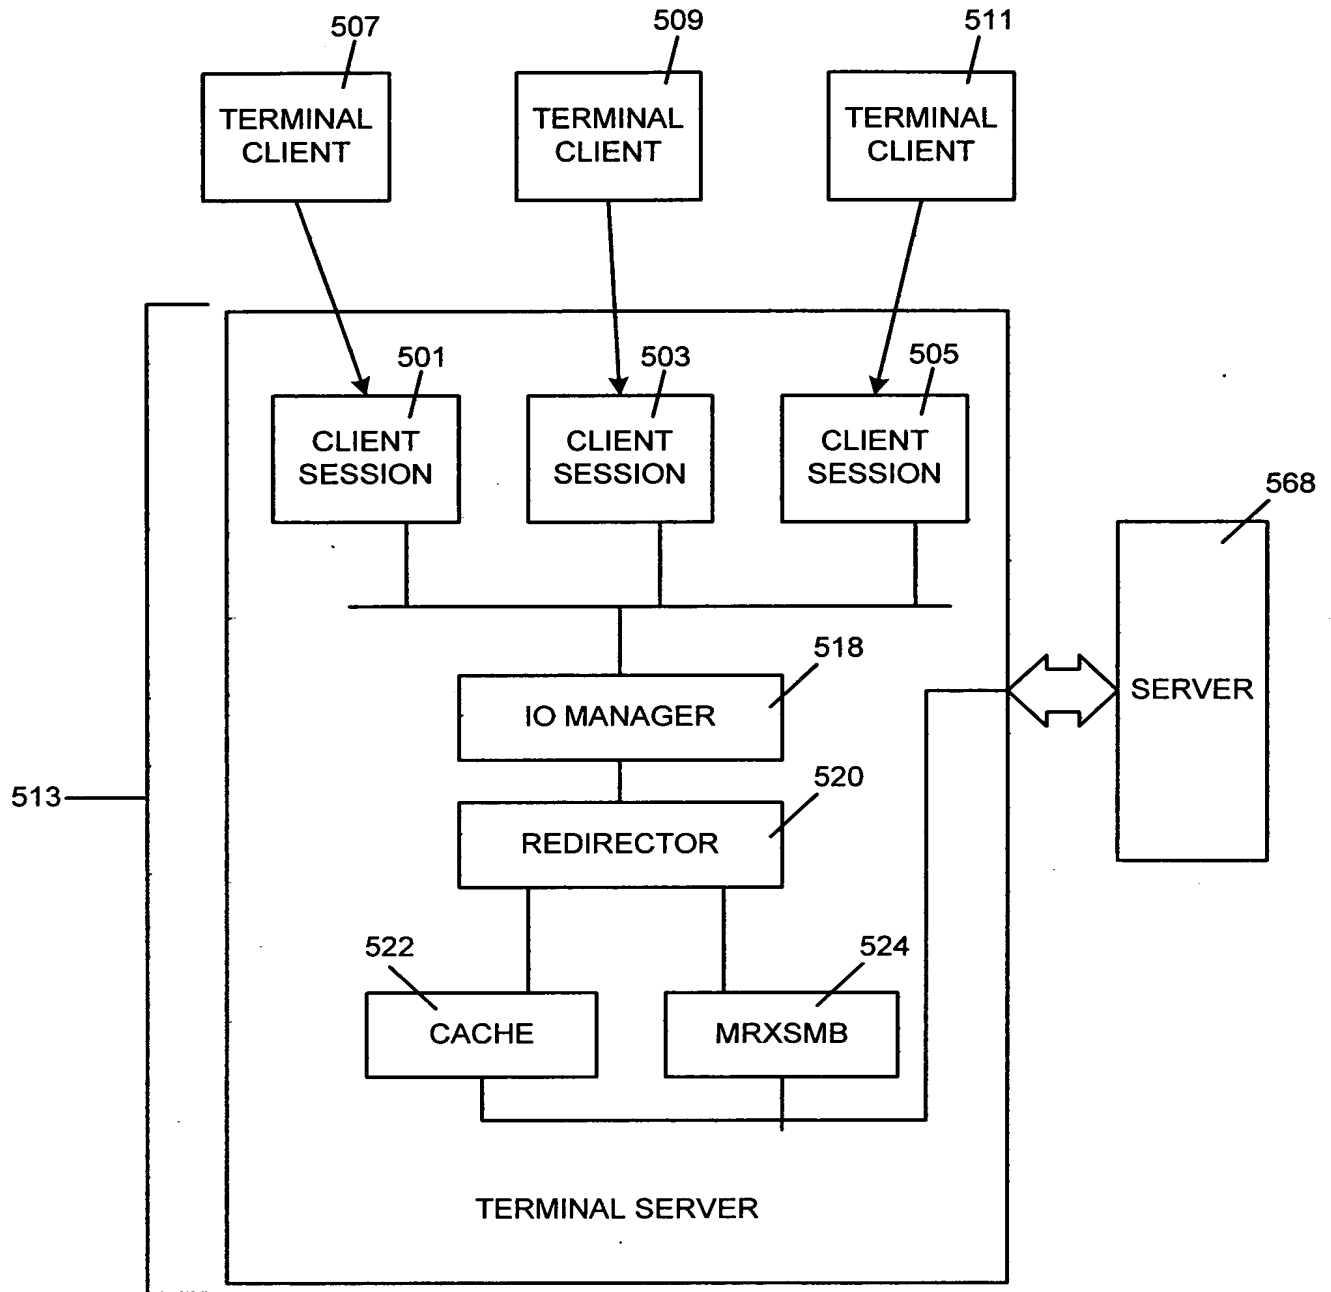 507
509
511
TERMINAL
CLIENT
TERMINAL
CLIENT
TERMINAL
CLIENT
501
503
505
CLIENT
SESSION
CLIENT
SESSION
CLIENT
SESSION
568
518
IO MANAGER
SERVER
513
520
REDIRECTOR
522
524
CACHE
MRXSMB
TERMINAL SERVER